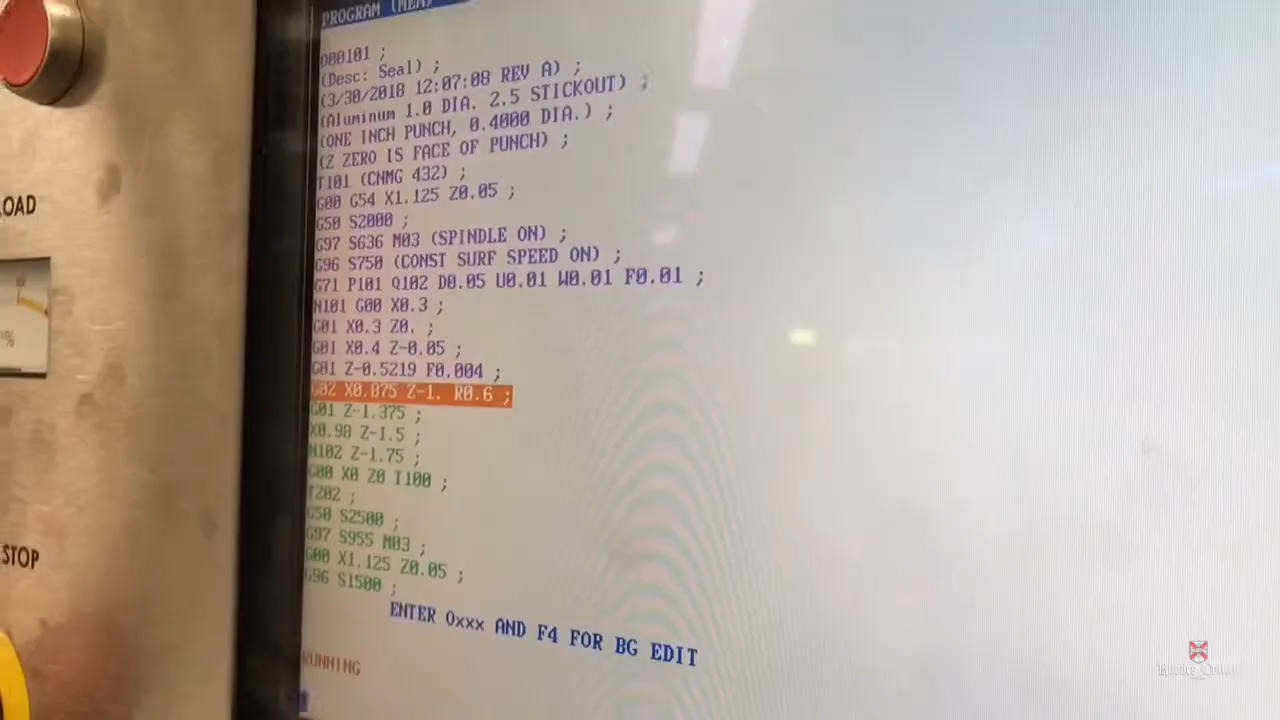 PROGRAM (MEM)
O00101 ;
(Desc: Seal) ;
(3/30/2018 12:07:08 REV A) ;
(Aluminum 1.0 DIA. 2.5 STICKOUT) ;
(ONE INCH PUNCH, 0.4000 DIA.) ;
(Z ZERO IS FACE OF PUNCH) ;
T101 (CNMG 432) ;
G00 G54 X1.125 Z0.05 ;
G50 S2000 ;
G97 S636 M03 (SPINDLE ON) ;
G96 S750 (CONST SURF SPEED ON) ;
G71 P101 Q102 D0.05 U0.01 W0.01 F0.01 ;
N101 G00 X0.3 ;
G01 X0.3 Z0. ;
G01 X0.4 Z-0.05 ;
G01 Z-0.5219 F0.004 ;
G02 X0.875 Z-1. R0.6 ;
G01 Z-1.375 ;
X0.98 Z-1.5 ;
N102 Z-1.75 ;
G00 X0 Z0 T100 ;
T202 ;
G50 S2500 ;
G97 S955 M03 ;
G00 X1.125 Z0.05 ;
G96 S1500 ;
ENTER Oxxx AND F4 FOR BG EDIT
RUNNING
LOAD
%
STOP